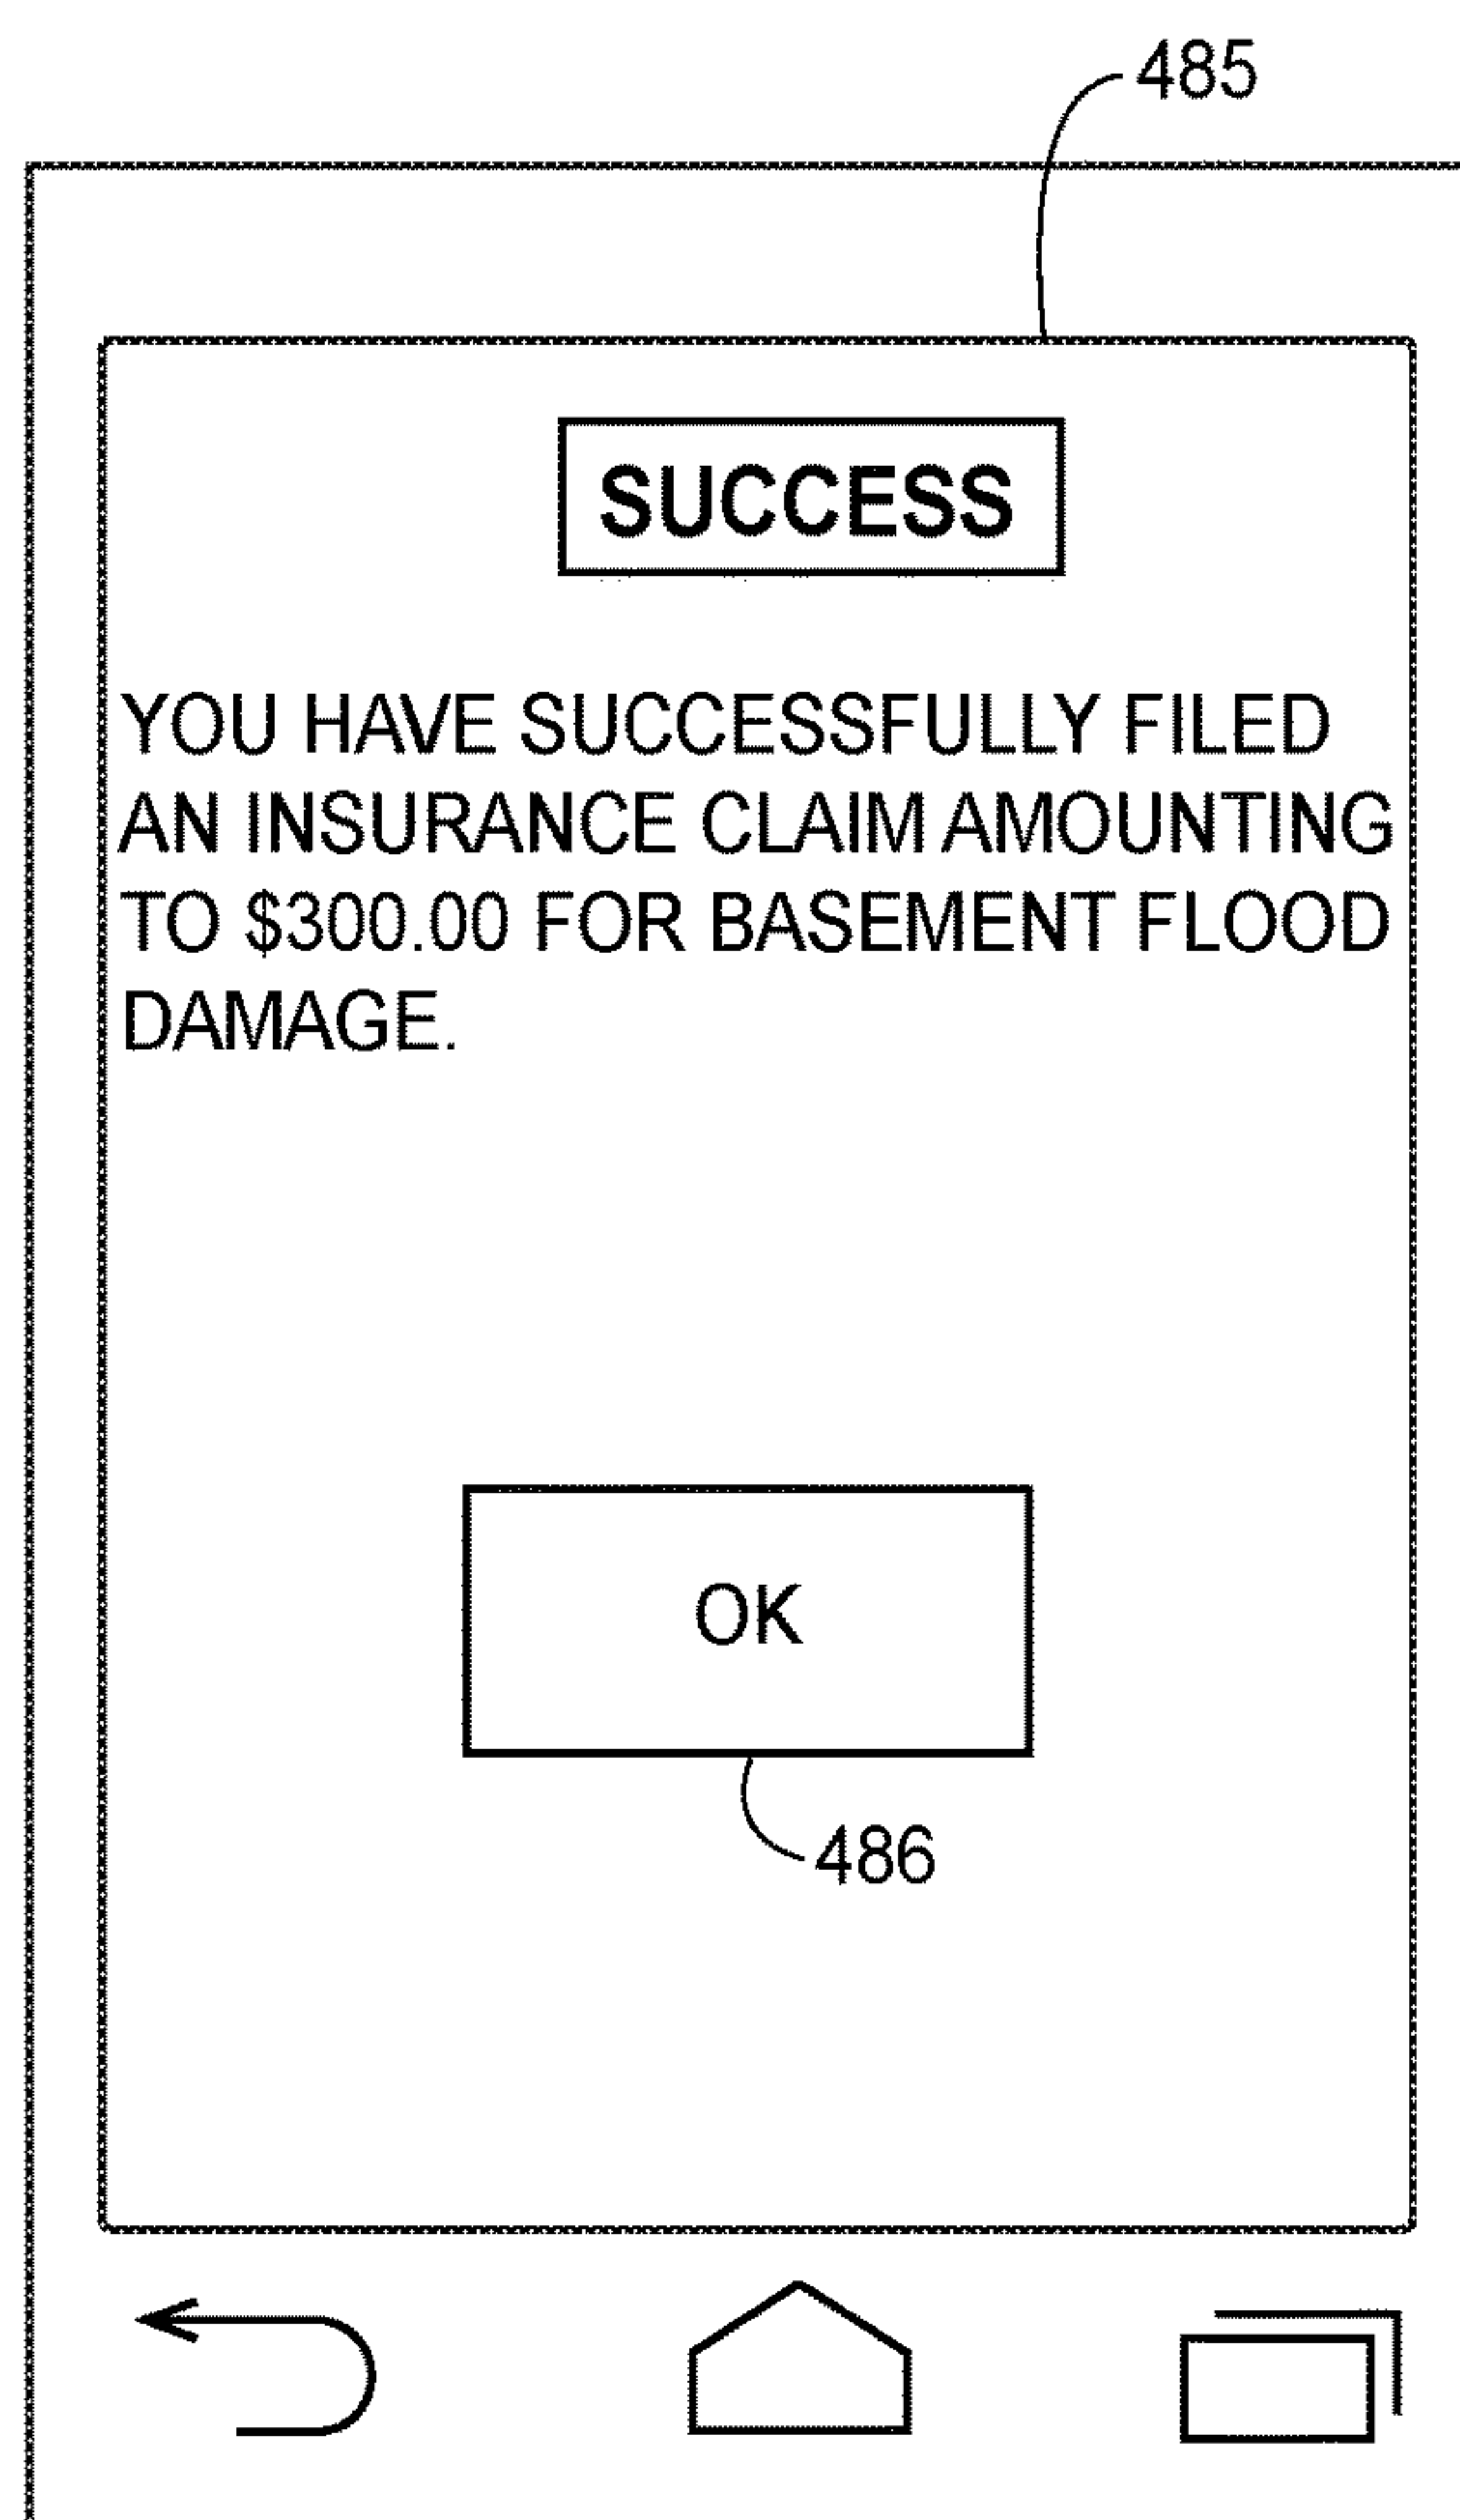 485
SUCCESS
YOU HAVE SUCCESSFULLY FILED
AN INSURANCE CLAIM AMOUNTING
TO $300.00 FOR BASEMENT FLOOD
DAMAGE.
OK
486